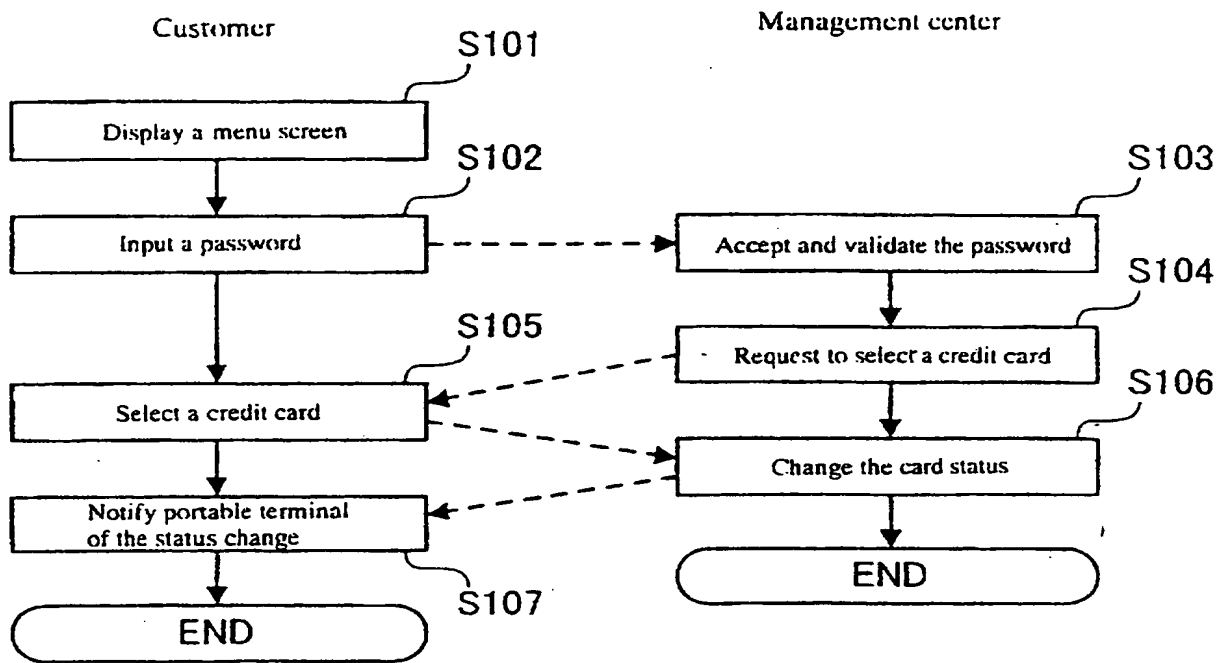 Customer
Management center
S101
Display a menu screen
S102
S103
Input a password
Accept and validate the password
S104
S105
Request to select a credit card
S106
Select a credit card
Change the card status
Notify portable terminal
of the status change
END
S107
END